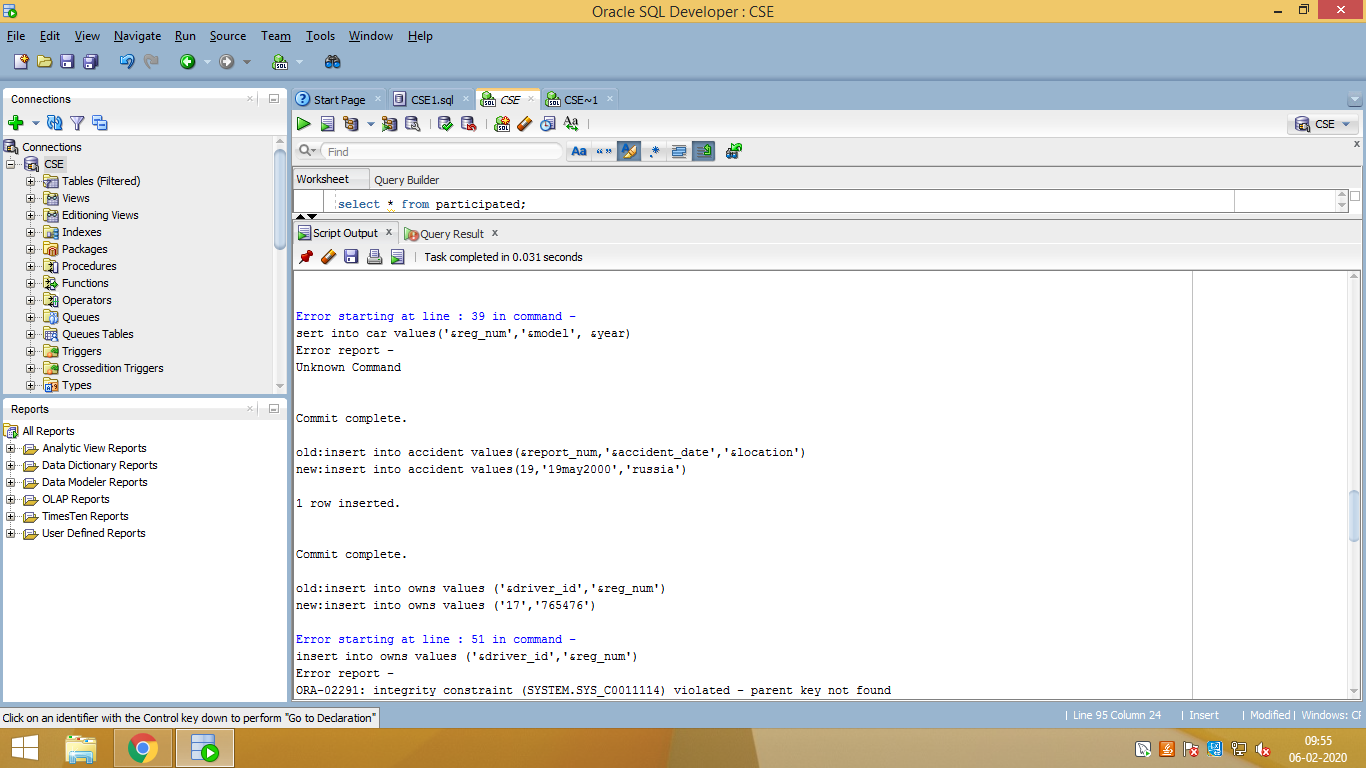 Oracle SQL Developer : CSE
File Edit View Navigate Run Source Team Tools Window Help
Connections
Connections
CSE
Tables (Filtered)
Views
Editioning Views
Indexes
Packages
Procedures
Functions
Operators
Queues
Queues Tables
Triggers
Crossedition Triggers
Types
Reports
All Reports
Analytic View Reports
Data Dictionary Reports
Data Modeler Reports
OLAP Reports
TimesTen Reports
User Defined Reports
Start Page CSE1.sql CSE CSE~1
CSE
Find
Worksheet Query Builder
select * from participated;
Script Output Query Result
Task completed in 0.031 seconds
Error starting at line : 39 in command -
sert into car values('&reg_num','&model', &year)
Error report -
Unknown Command
Commit complete.
old:insert into accident values(&report_num,'&accident_date','&location')
new:insert into accident values(19,'19may2000','russia')
1 row inserted.
Commit complete.
old:insert into owns values ('&driver_id','&reg_num')
new:insert into owns values ('17','765476')
Error starting at line : 51 in command -
insert into owns values ('&driver_id','&reg_num')
Error report -
ORA-02291: integrity constraint (SYSTEM.SYS_C0011114) violated - parent key not found
Click on an identifier with the Control key down to perform "Go to Declaration"
Line 95 Column 24 Insert Modified Windows: CF
09:55
06-02-2020